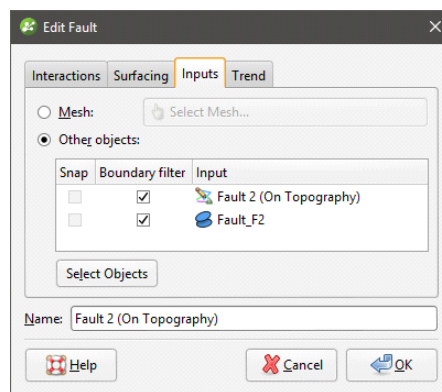 Edit Fault
Interactions Surfacing Inputs Trend
Mesh: Select Mesh...
Other objects:
Snap Boundary filter Input
Fault 2 (On Topography)
Fault_F2
Select Objects
Name: Fault 2 (On Topography)
Help Cancel OK